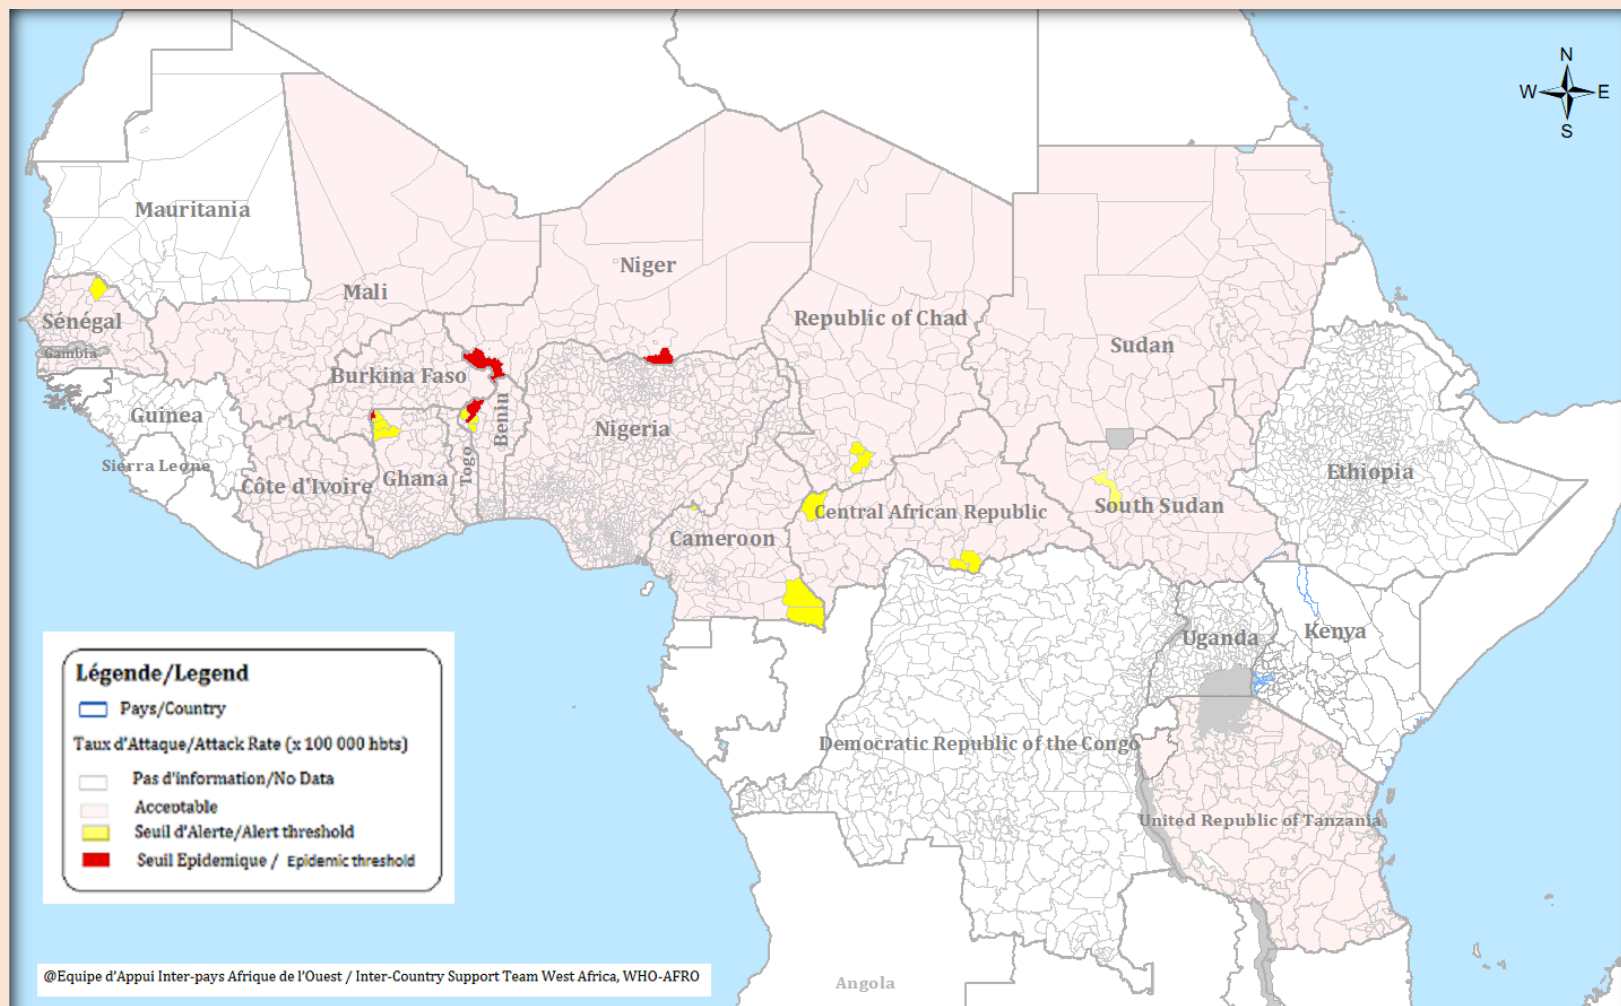 N
W E
S
Mauritania
Niger
Mali
Republic of Chad
Sénégal
Sudan
Gambia
Burkina Faso
Guinea
Benin
Nigeria
Sierra Leone
Togo
Ghana
Côte d'Ivoire
Ethiopia
Central African Republic
South Sudan
Cameroon
Uganda
Kenya
Democratic Republic of the Congo
United Republic of Tanzania
Angola
Légende/Legend
Pays/Country
Taux d'Attaque/Attack Rate (x 100 000 hbts)
Pas d'information/No Data
Acceptable
Seuil d'Alerte/Alert threshold
Seuil Epidemique / Epidemic threshold
@Equipe d'Appui Inter-pays Afrique de l'Ouest / Inter-Country Support Team West Africa, WHO-AFRO